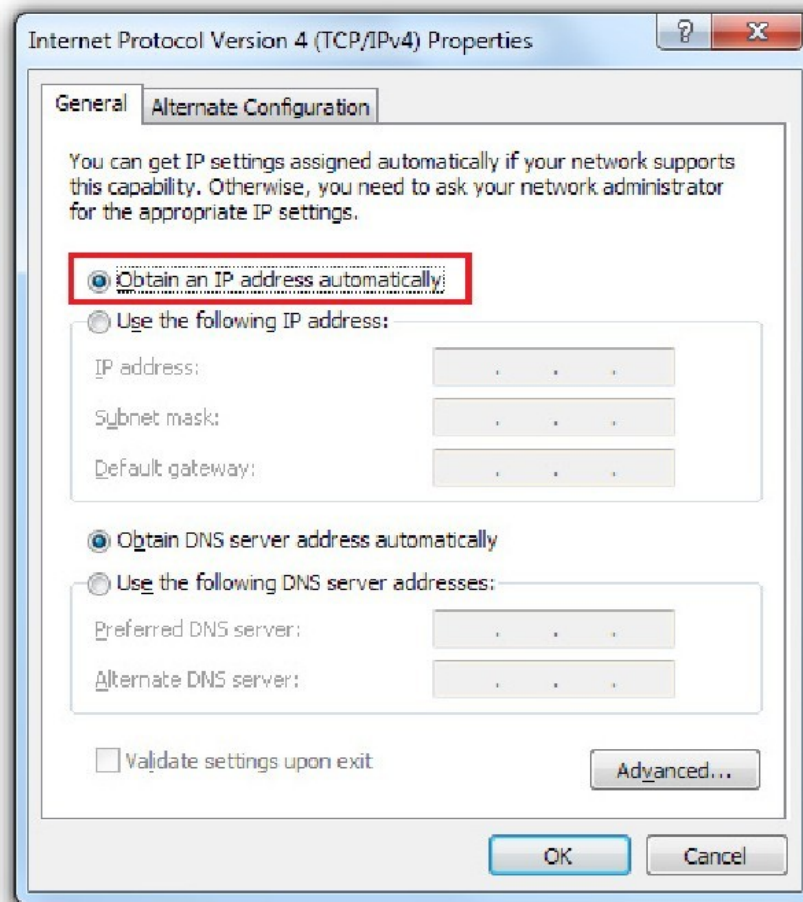 Internet Protocol Version 4 (TCP/IPv4) Properties
General
Alternate Configuration
You can get IP settings assigned automatically if your network supports
this capability. Otherwise, you need to ask your network administrator
for the appropriate IP settings.
Obtain an IP address automatically
Use the following IP address:
IP address:
Subnet mask:
Default gateway:
Obtain DNS server address automatically
Use the following DNS server addresses:
Preferred DNS server:
Alternate DNS server:
Validate settings upon exit
Advanced...
OK
Cancel